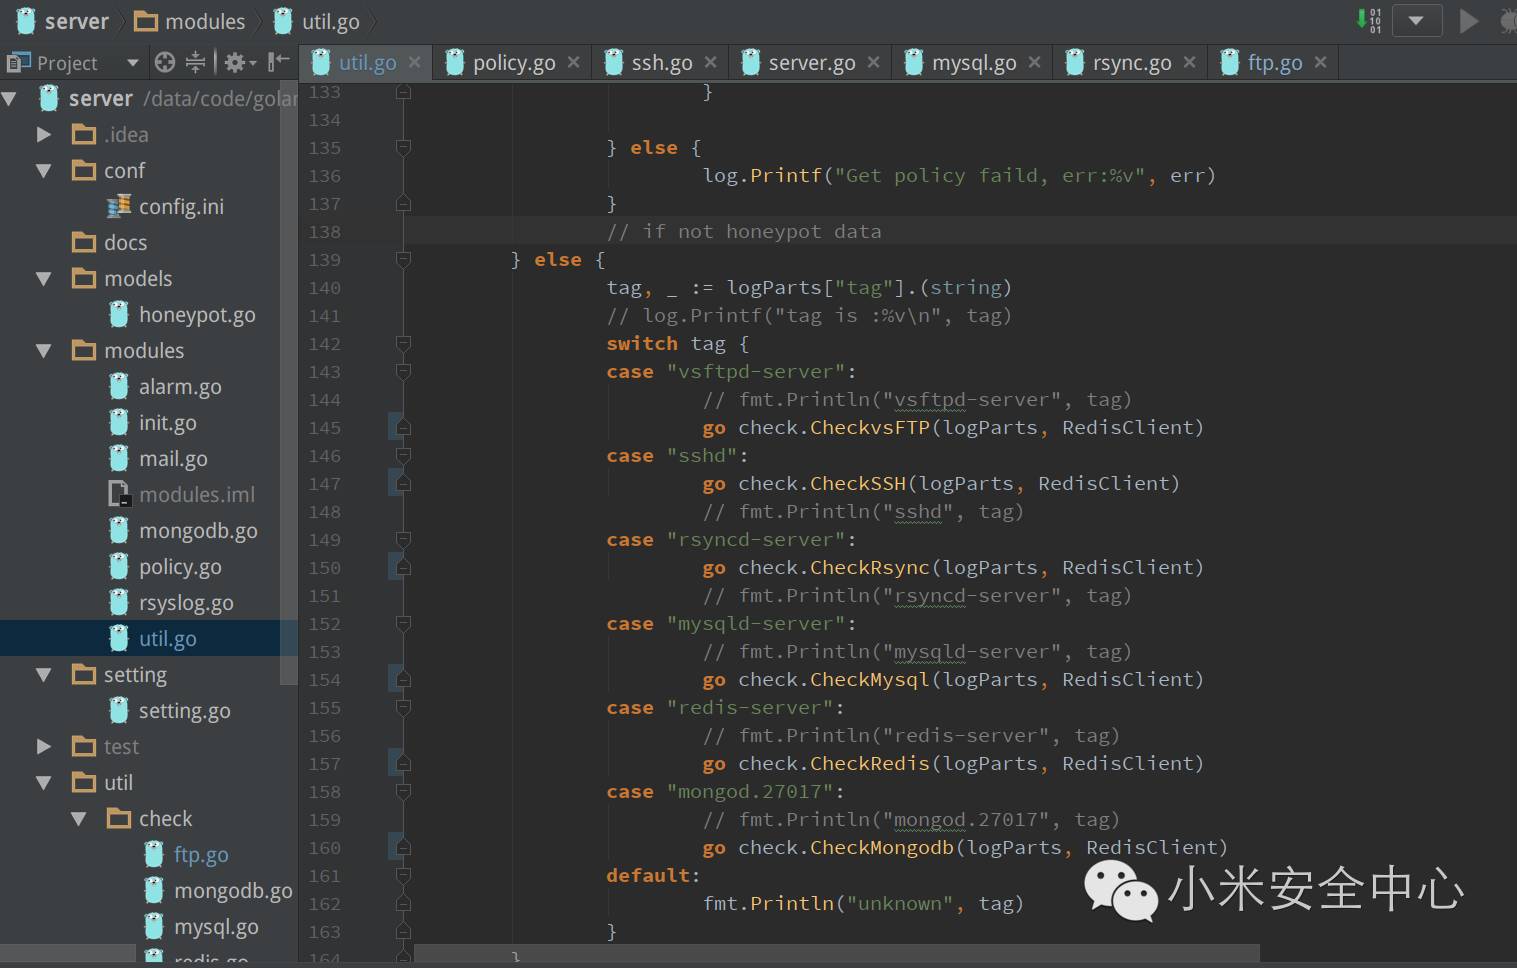 server modules util.go
Project
util.go policy.go ssh.go server.go mysql.go rsync.go ftp.go
server /data/code/golan
.idea
conf
config.ini
docs
models
honeypot.go
modules
alarm.go
init.go
mail.go
modules.iml
mongodb.go
policy.go
rsyslog.go
util.go
setting
setting.go
test
util
check
ftp.go
mongodb.go
mysql.go
redis.go
133 }
134
135 } else {
136 log.Printf("Get policy faild, err:%v", err)
137 }
138 // if not honeypot data
139 } else {
140 tag, _ := logParts["tag"].(string)
141 // log.Printf("tag is :%v\n", tag)
142 switch tag {
143 case "vsftpd-server":
144 // fmt.Println("vsftpd-server", tag)
145 go check.CheckvsFTP(logParts, RedisClient)
146 case "sshd":
147 go check.CheckSSH(logParts, RedisClient)
148 // fmt.Println("sshd", tag)
149 case "rsyncd-server":
150 go check.CheckRsync(logParts, RedisClient)
151 // fmt.Println("rsyncd-server", tag)
152 case "mysqld-server":
153 // fmt.Println("mysqld-server", tag)
154 go check.CheckMysql(logParts, RedisClient)
155 case "redis-server":
156 // fmt.Println("redis-server", tag)
157 go check.CheckRedis(logParts, RedisClient)
158 case "mongod.27017":
159 // fmt.Println("mongod.27017", tag)
160 go check.CheckMongodb(logParts, RedisClient)
161 default:
162 fmt.Println("unknown", tag)
163 }
164 }
小米安全中心